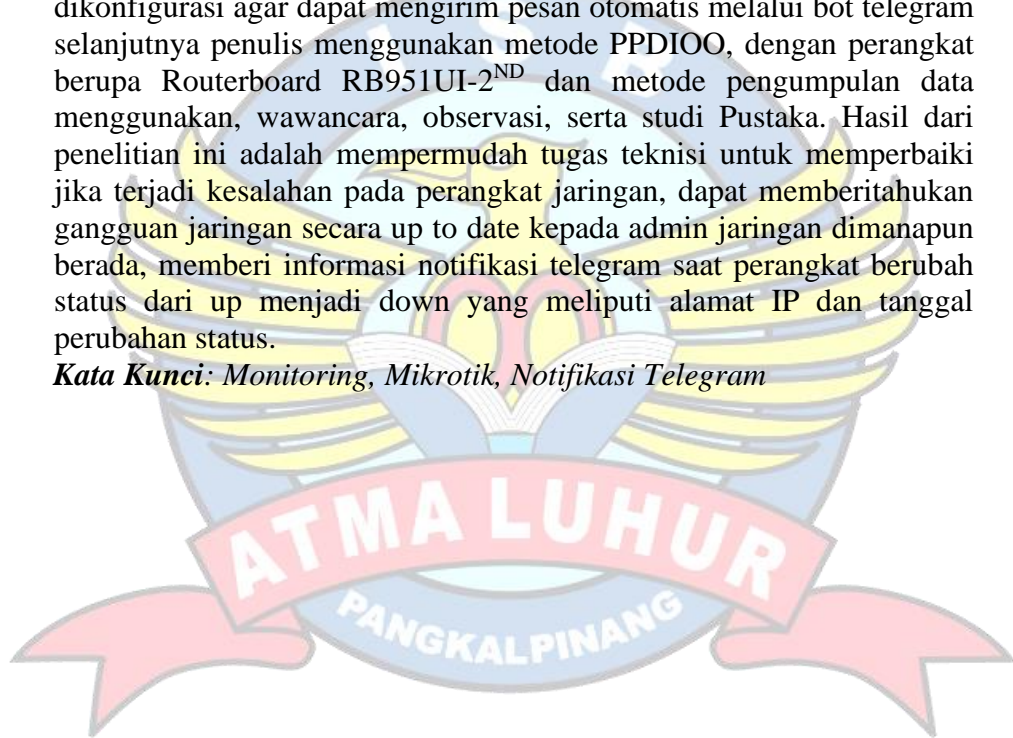 dikonfigurasi agar dapat mengirim pesan otomatis melalui bot telegram
selanjutnya penulis menggunakan metode PPDIOO, dengan perangkat
berupa Routerboard RB951UI-2ND dan metode pengumpulan data
menggunakan, wawancara, observasi, serta studi Pustaka. Hasil dari
penelitian ini adalah mempermudah tugas teknisi untuk memperbaiki
jika terjadi kesalahan pada perangkat jaringan, dapat memberitahukan
gangguan jaringan secara up to date kepada admin jaringan dimanapun
berada, memberi informasi notifikasi telegram saat perangkat berubah
status dari up menjadi down yang meliputi alamat IP dan tanggal
perubahan status.
Kata Kunci: Monitoring, Mikrotik, Notifikasi Telegram
ATMA LUHUR
PANGKALPINANG